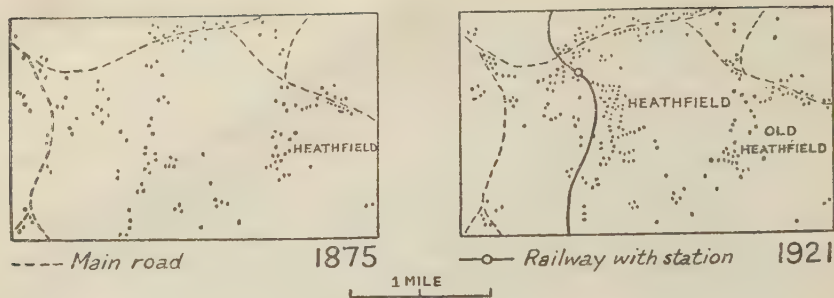 HEATHFIELD
HEATHFIELD
OLD
HEATHFIELD
Main road
1875
Railway with station
1921
1 MILE